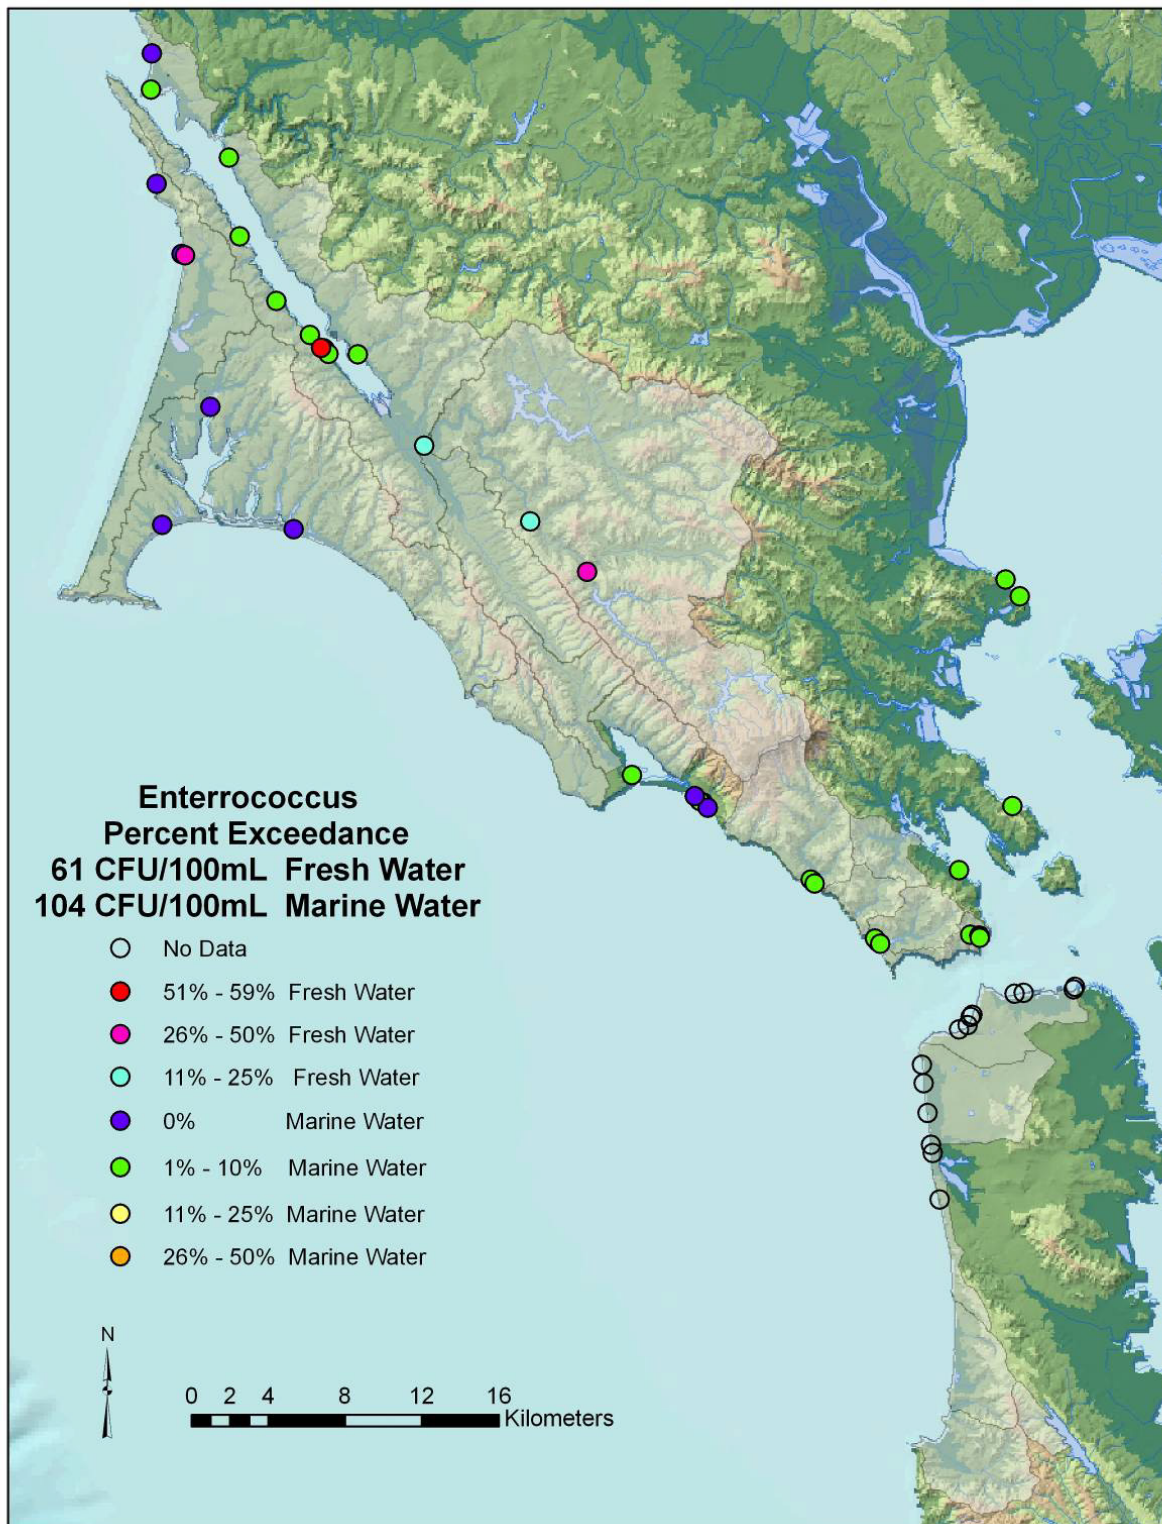 Enterrococcus
Percent Exceedance
61 CFU/100mL Fresh Water
104 CFU/100mL Marine Water
No Data
51% - 59% Fresh Water
26% - 50% Fresh Water
11% - 25% Fresh Water
0% Marine Water
1% - 10% Marine Water
11% - 25% Marine Water
26% - 50% Marine Water
N
0 2 4 8 12 16
Kilometers